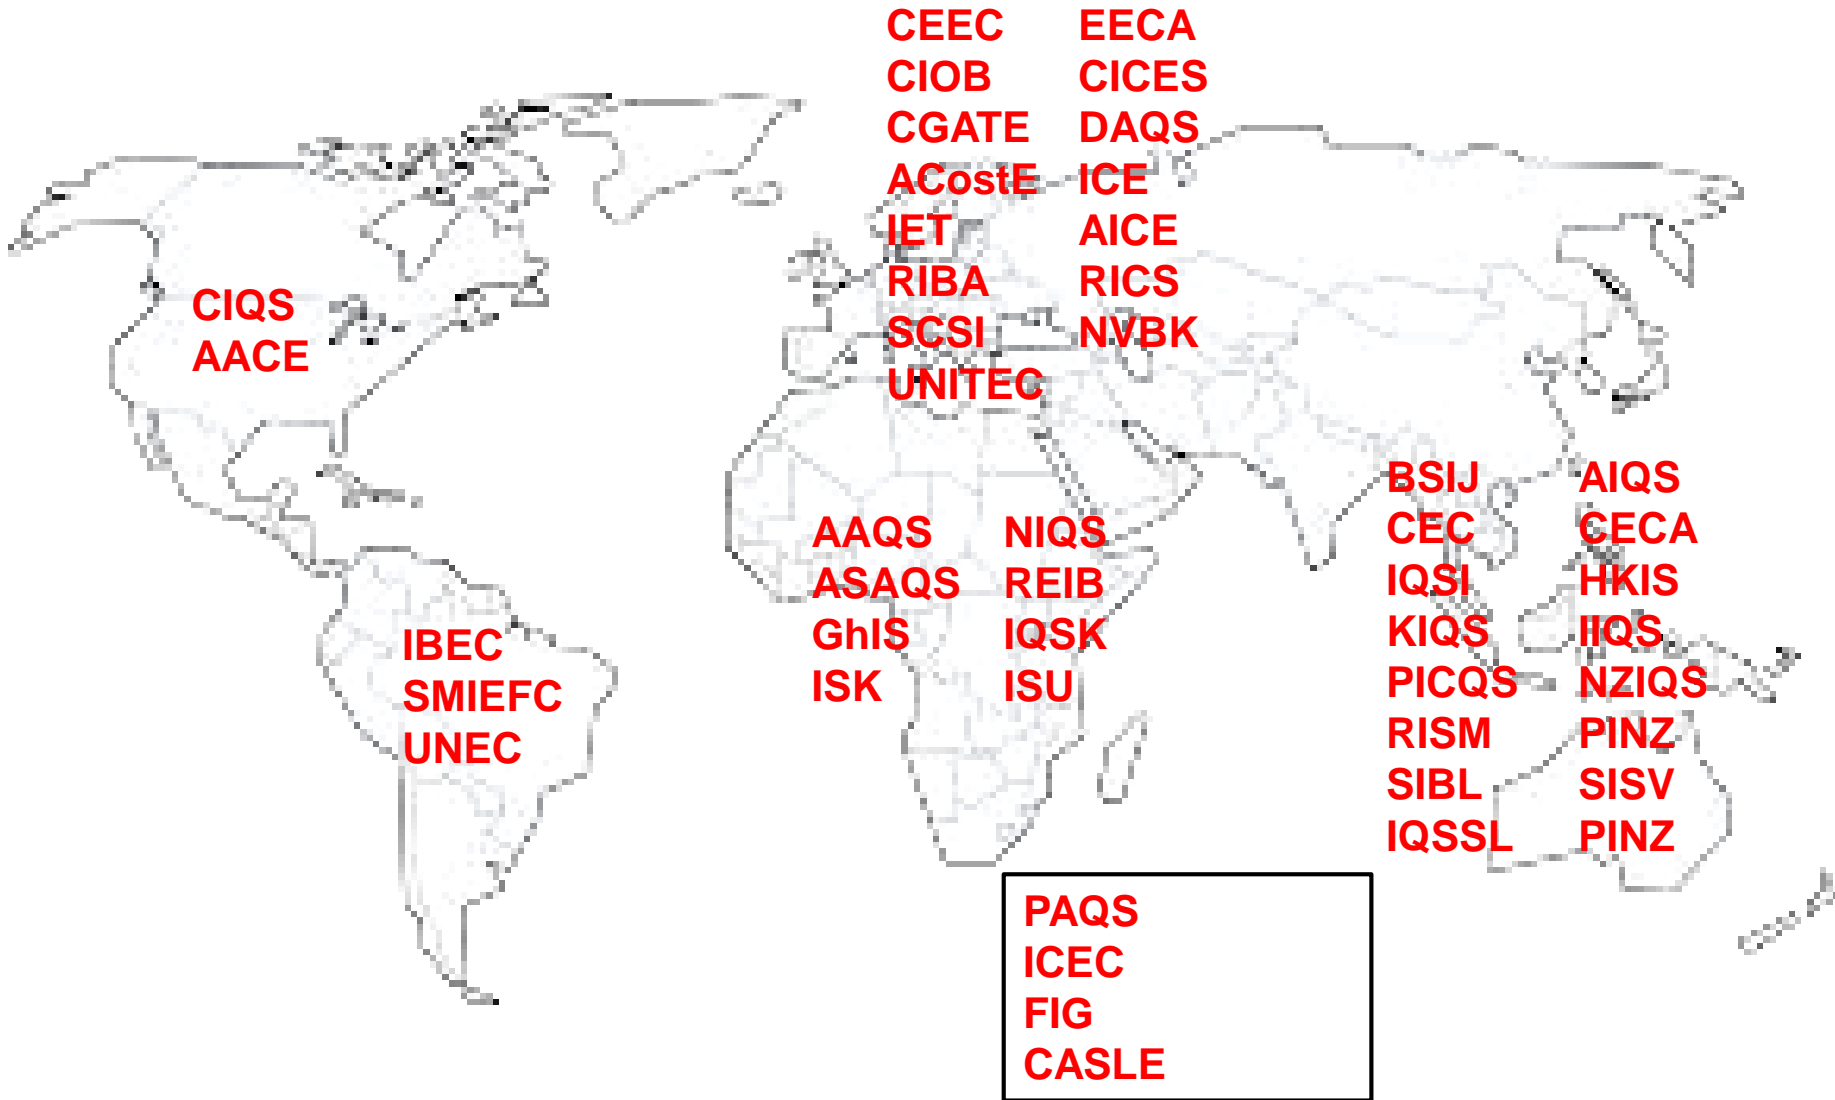 CEEC EECA
CIOB CICES
CGATE DAQS
ACostE ICE
IET AICE
RIBA RICS
SCSI NVBK
UNITEC
CIQS
AACE
BSIJ AIQS
CEC CECA
IQSI HKIS
KIQS IIQS
PICQS NZIQS
RISM PINZ
SIBL SISV
IQSSL PINZ
AAQS NIQS
ASAQS REIB
GhIS IQSK
ISK ISU
IBEC
SMIEFC
UNEC
PAQS
ICEC
FIG
CASLE